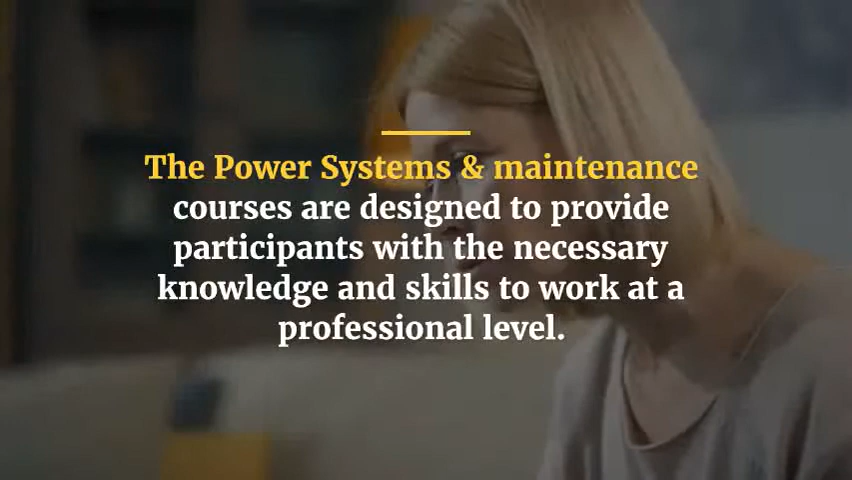 The Power Systems & maintenance
courses are designed to provide
participants with the necessary
knowledge and skills to work at a
professional level.